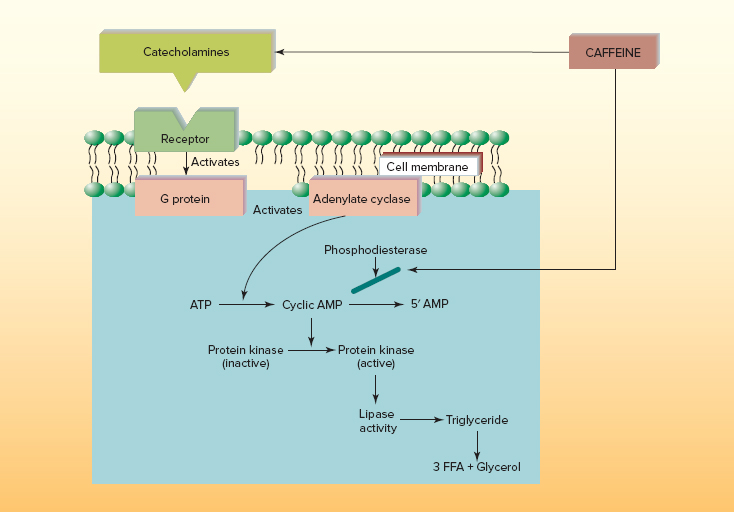 Catecholamines
CAFFEINE
Receptor
Activates
Cell membrane
G protein
Activates
Adenylate cyclase
Phosphodiesterase
ATP
Cyclic AMP
5′ AMP
Protein kinase
(inactive)
Protein kinase
(active)
Lipase
activity
Triglyceride
3 FFA + Glycerol